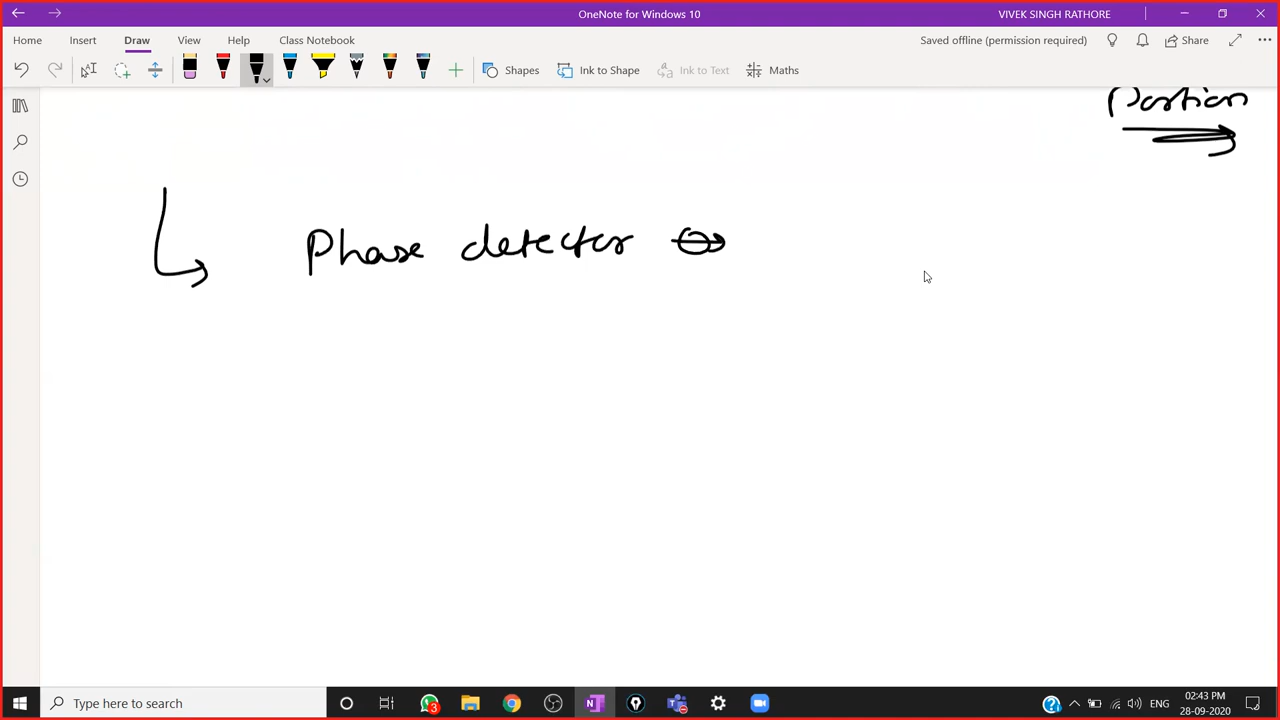 OneNote for Windows 10
VIVEK SINGH RATHORE
Home Insert Draw View Help Class Notebook
Saved offline (permission required) Share
Shapes Ink to Shape Ink to Text Maths
Portion
Phase detector
Type here to search
3
ENG
02:43 PM
28-09-2020